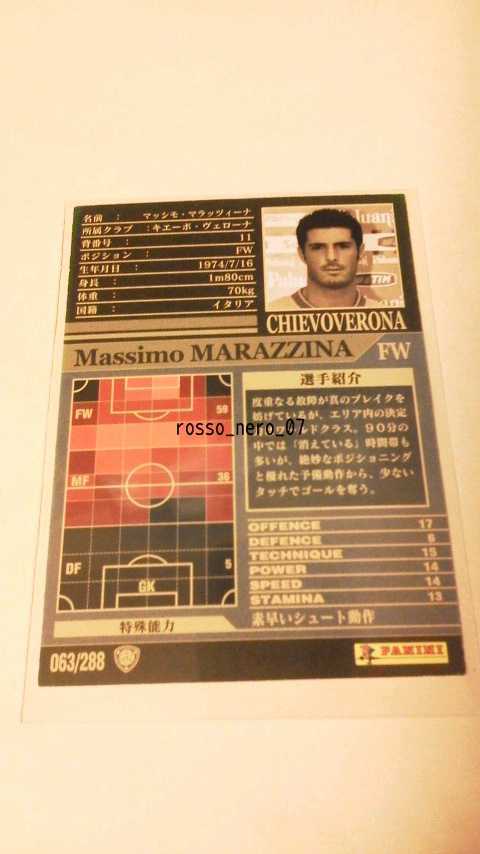 名前 : マッシモ・マラッツィーナ
所属クラブ : キエーボ・ヴェローナ
背番号 : 11
ポジション : FW
生年月日 : 1974/7/16
身長 : 1m80cm
体重 : 70kg
国籍 : イタリア
TIM
CHIEVOVERONA
Massimo MARAZZINA FW
選手紹介
度重なる故障が真のブレイクを
妨げているが、エリア内の決定
ドクラス。90分の
中では「消えている」時間帯も
多いが、絶妙なポジショニング
と優れた予備動作から、少ない
タッチでゴールを奪う。
FW 59
rosso_nero_07
MF 36
DF 5
GK
OFFENCE 17
DEFENCE 6
TECHNIQUE 15
POWER 14
SPEED 14
STAMINA 13
特殊能力 素早いシュート動作
063/288
PANINI